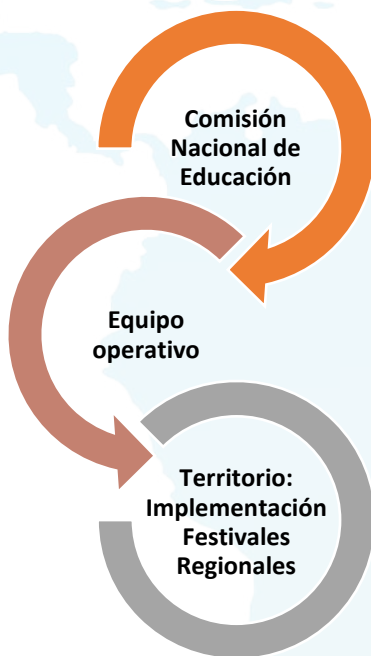 Comisión
Nacional de
Educación
Equipo
operativo
Territorio:
Implementación
Festivales
Regionales